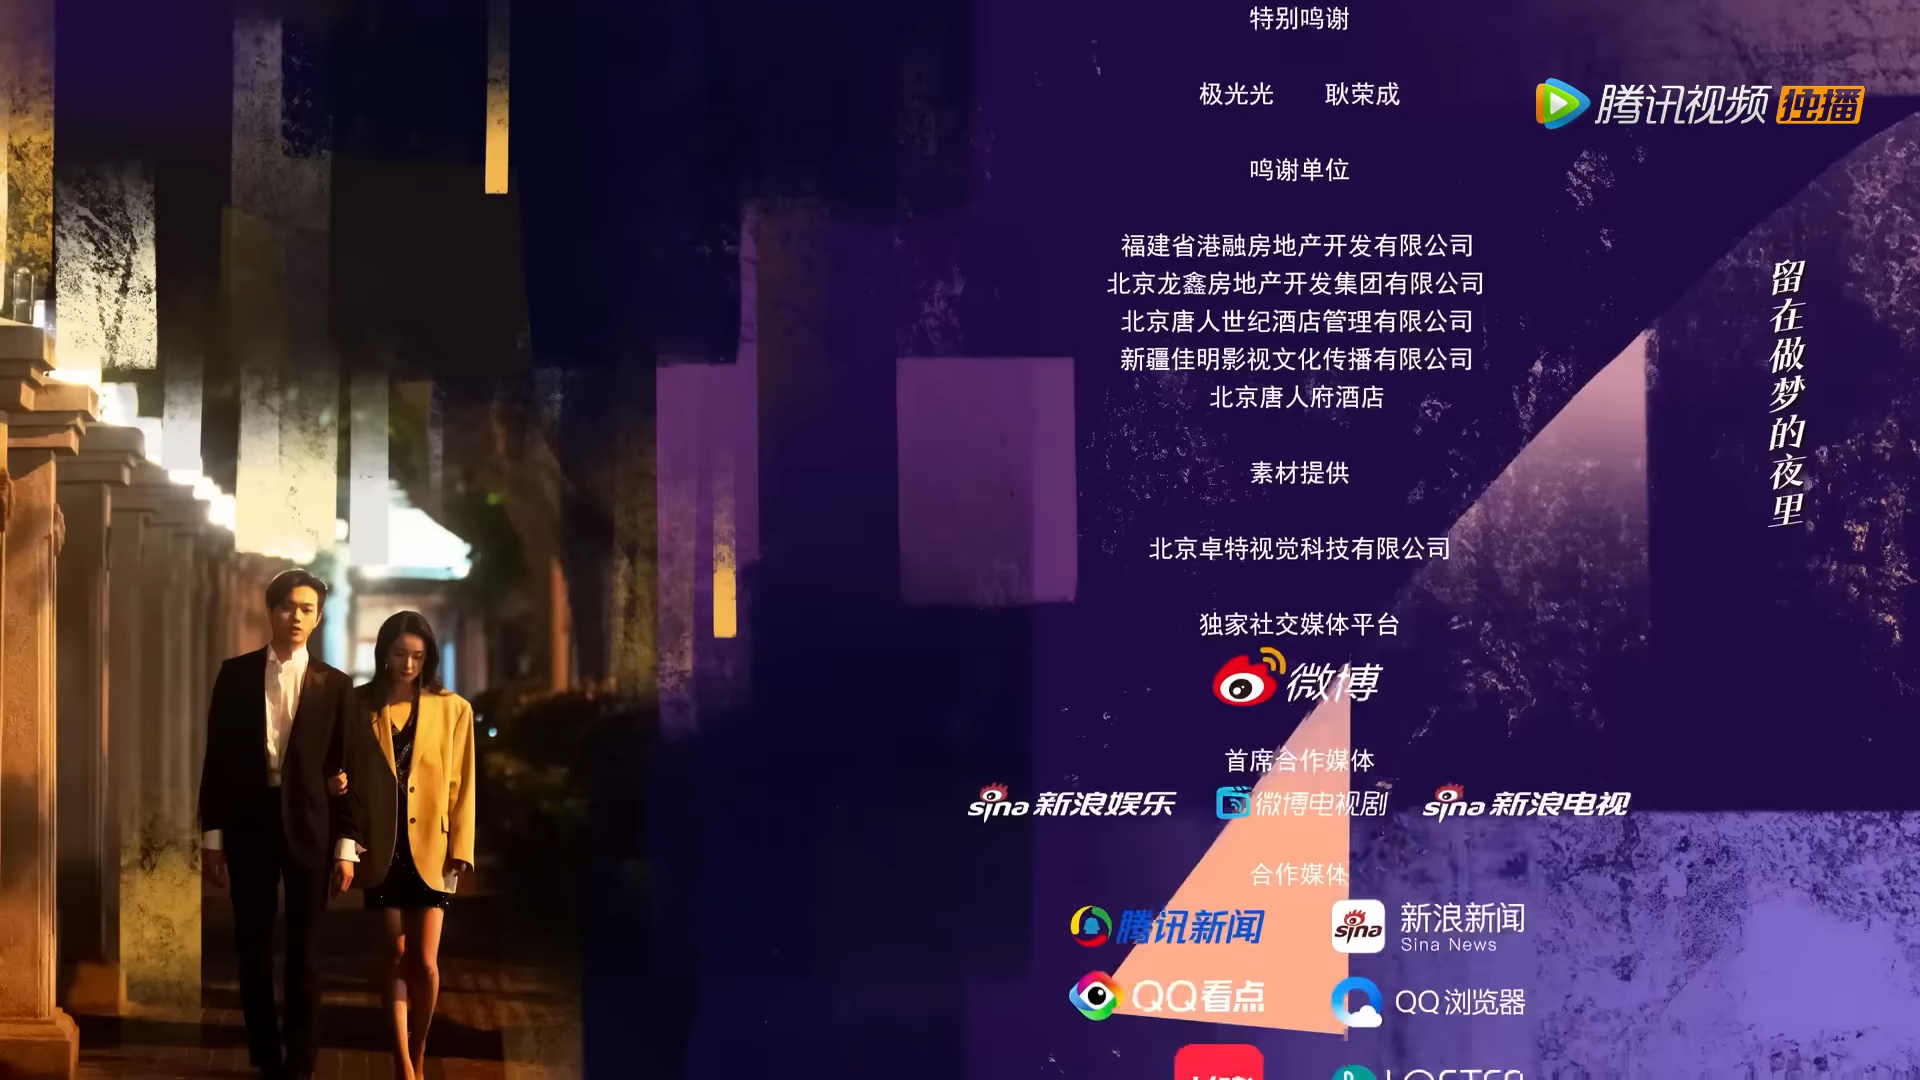 特别鸣谢
极光光 耿荣成
腾讯视频 独播
鸣谢单位
福建省港融房地产开发有限公司
北京龙鑫房地产开发集团有限公司
北京唐人世纪酒店管理有限公司
新疆佳明影视文化传播有限公司
北京唐人府酒店
留在做梦的夜里
素材提供
北京卓特视觉科技有限公司
独家社交媒体平台
微博
首席合作媒体
sina 新浪娱乐 微博电视剧 sina 新浪电视
合作媒体
腾讯新闻 sina 新浪新闻
Sina News
QQ看点 QQ浏览器